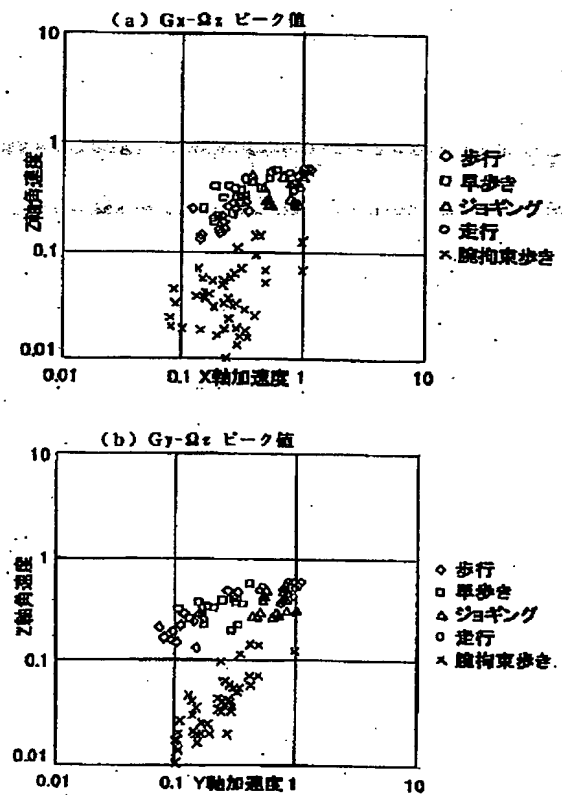 (a) Gx-Ωz ピーク値
10
1
0.1
0.01
Z軸角速度
0.01 0.1 X軸加速度 1 10
◇ 歩行
□ 早歩き
△ ジョギング
○ 走行
× 腕拘束歩き
(b) Gy-Ωz ピーク値
10
1
0.1
0.01
Z軸角速度
0.01 0.1 Y軸加速度 1 10
◇ 歩行
□ 早歩き
△ ジョギング
○ 走行
× 腕拘束歩き